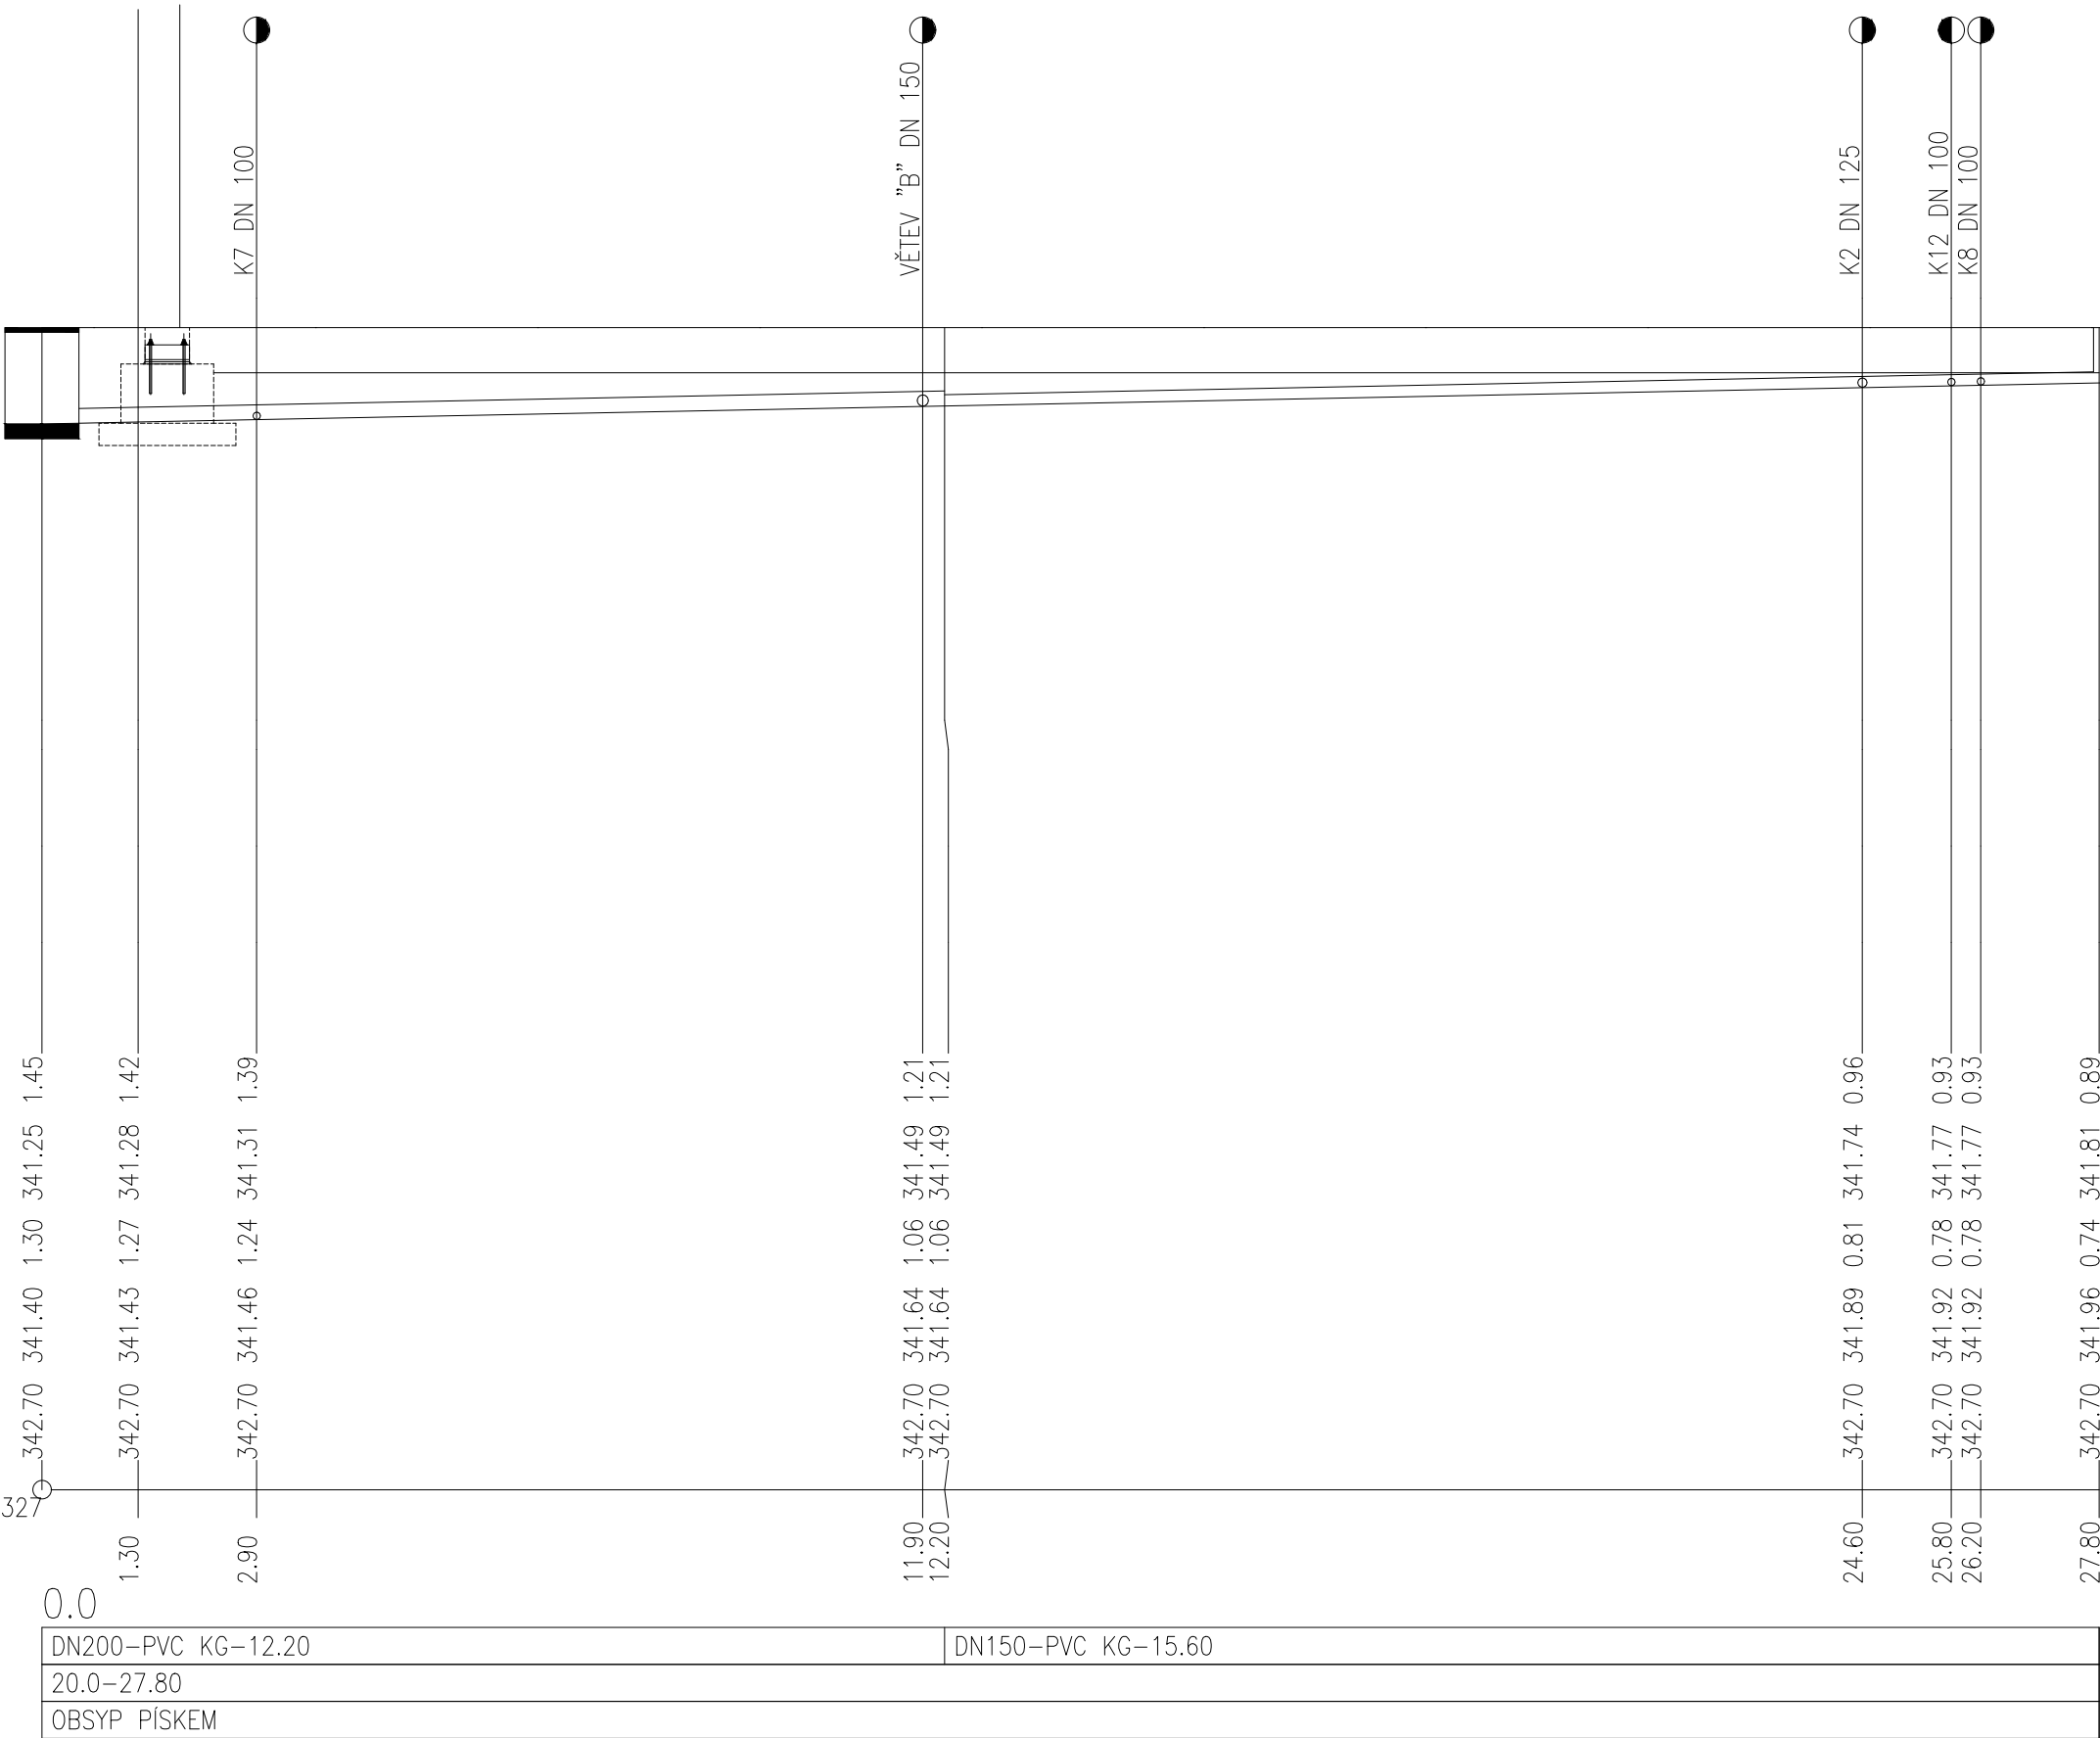 K7 DN 100
VĚTEV "B" DN 150
K2 DN 125
K12 DN 100
K8 DN 100
342.70 341.40 1.30 341.25 1.45
342.70 341.43 1.27 341.28 1.42
342.70 341.46 1.24 341.31 1.39
342.70 341.64 1.06 341.49 1.21
342.70 341.64 1.06 341.49 1.21
342.70 341.89 0.81 341.74 0.96
342.70 341.92 0.78 341.77 0.93
342.70 341.92 0.78 341.77 0.93
342.70 341.96 0.74 341.81 0.89
327
1.30
2.90
11.90
12.20
24.60
25.80
26.20
27.80
0.0
DN200-PVC KG-12.20
DN150-PVC KG-15.60
20.0-27.80
OBSYP PÍSKEM